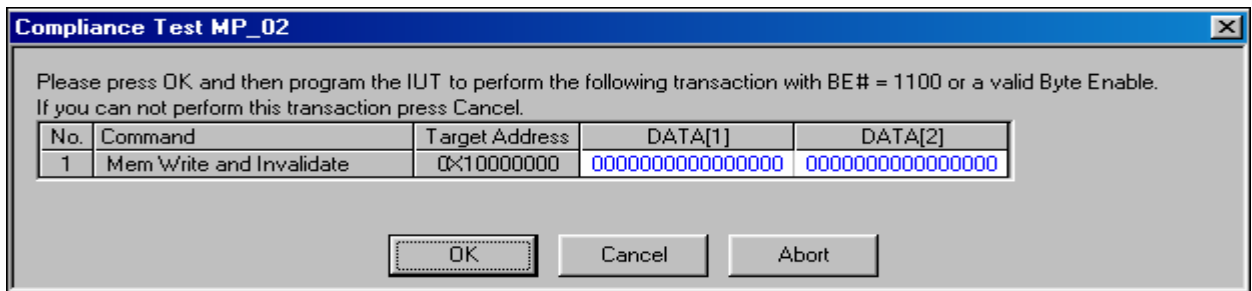 Compliance Test MP_02
Please press OK and then program the IUT to perform the following transaction with BE# = 1100 or a valid Byte Enable.
If you can not perform this transaction press Cancel.
No. Command Target Address DATA[1] DATA[2]
1 Mem Write and Invalidate 0X10000000 0000000000000000 0000000000000000
OK Cancel Abort